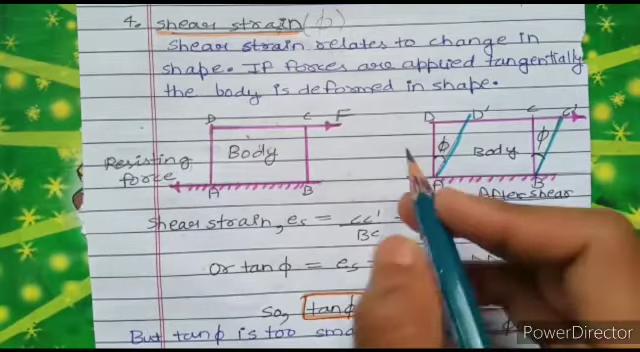 4. shear strain (ϕ)
shear strain relates to change in
shape. If forces are applied tangentially
the body is deformed in shape.
D C F D D' C C'
Body ϕ Body ϕ
Resisting
force
A B A B
After shear
shear strain, es = CC' =
BC
or tanϕ = es =
so, tanϕ
But tanϕ is too small
PowerDirector